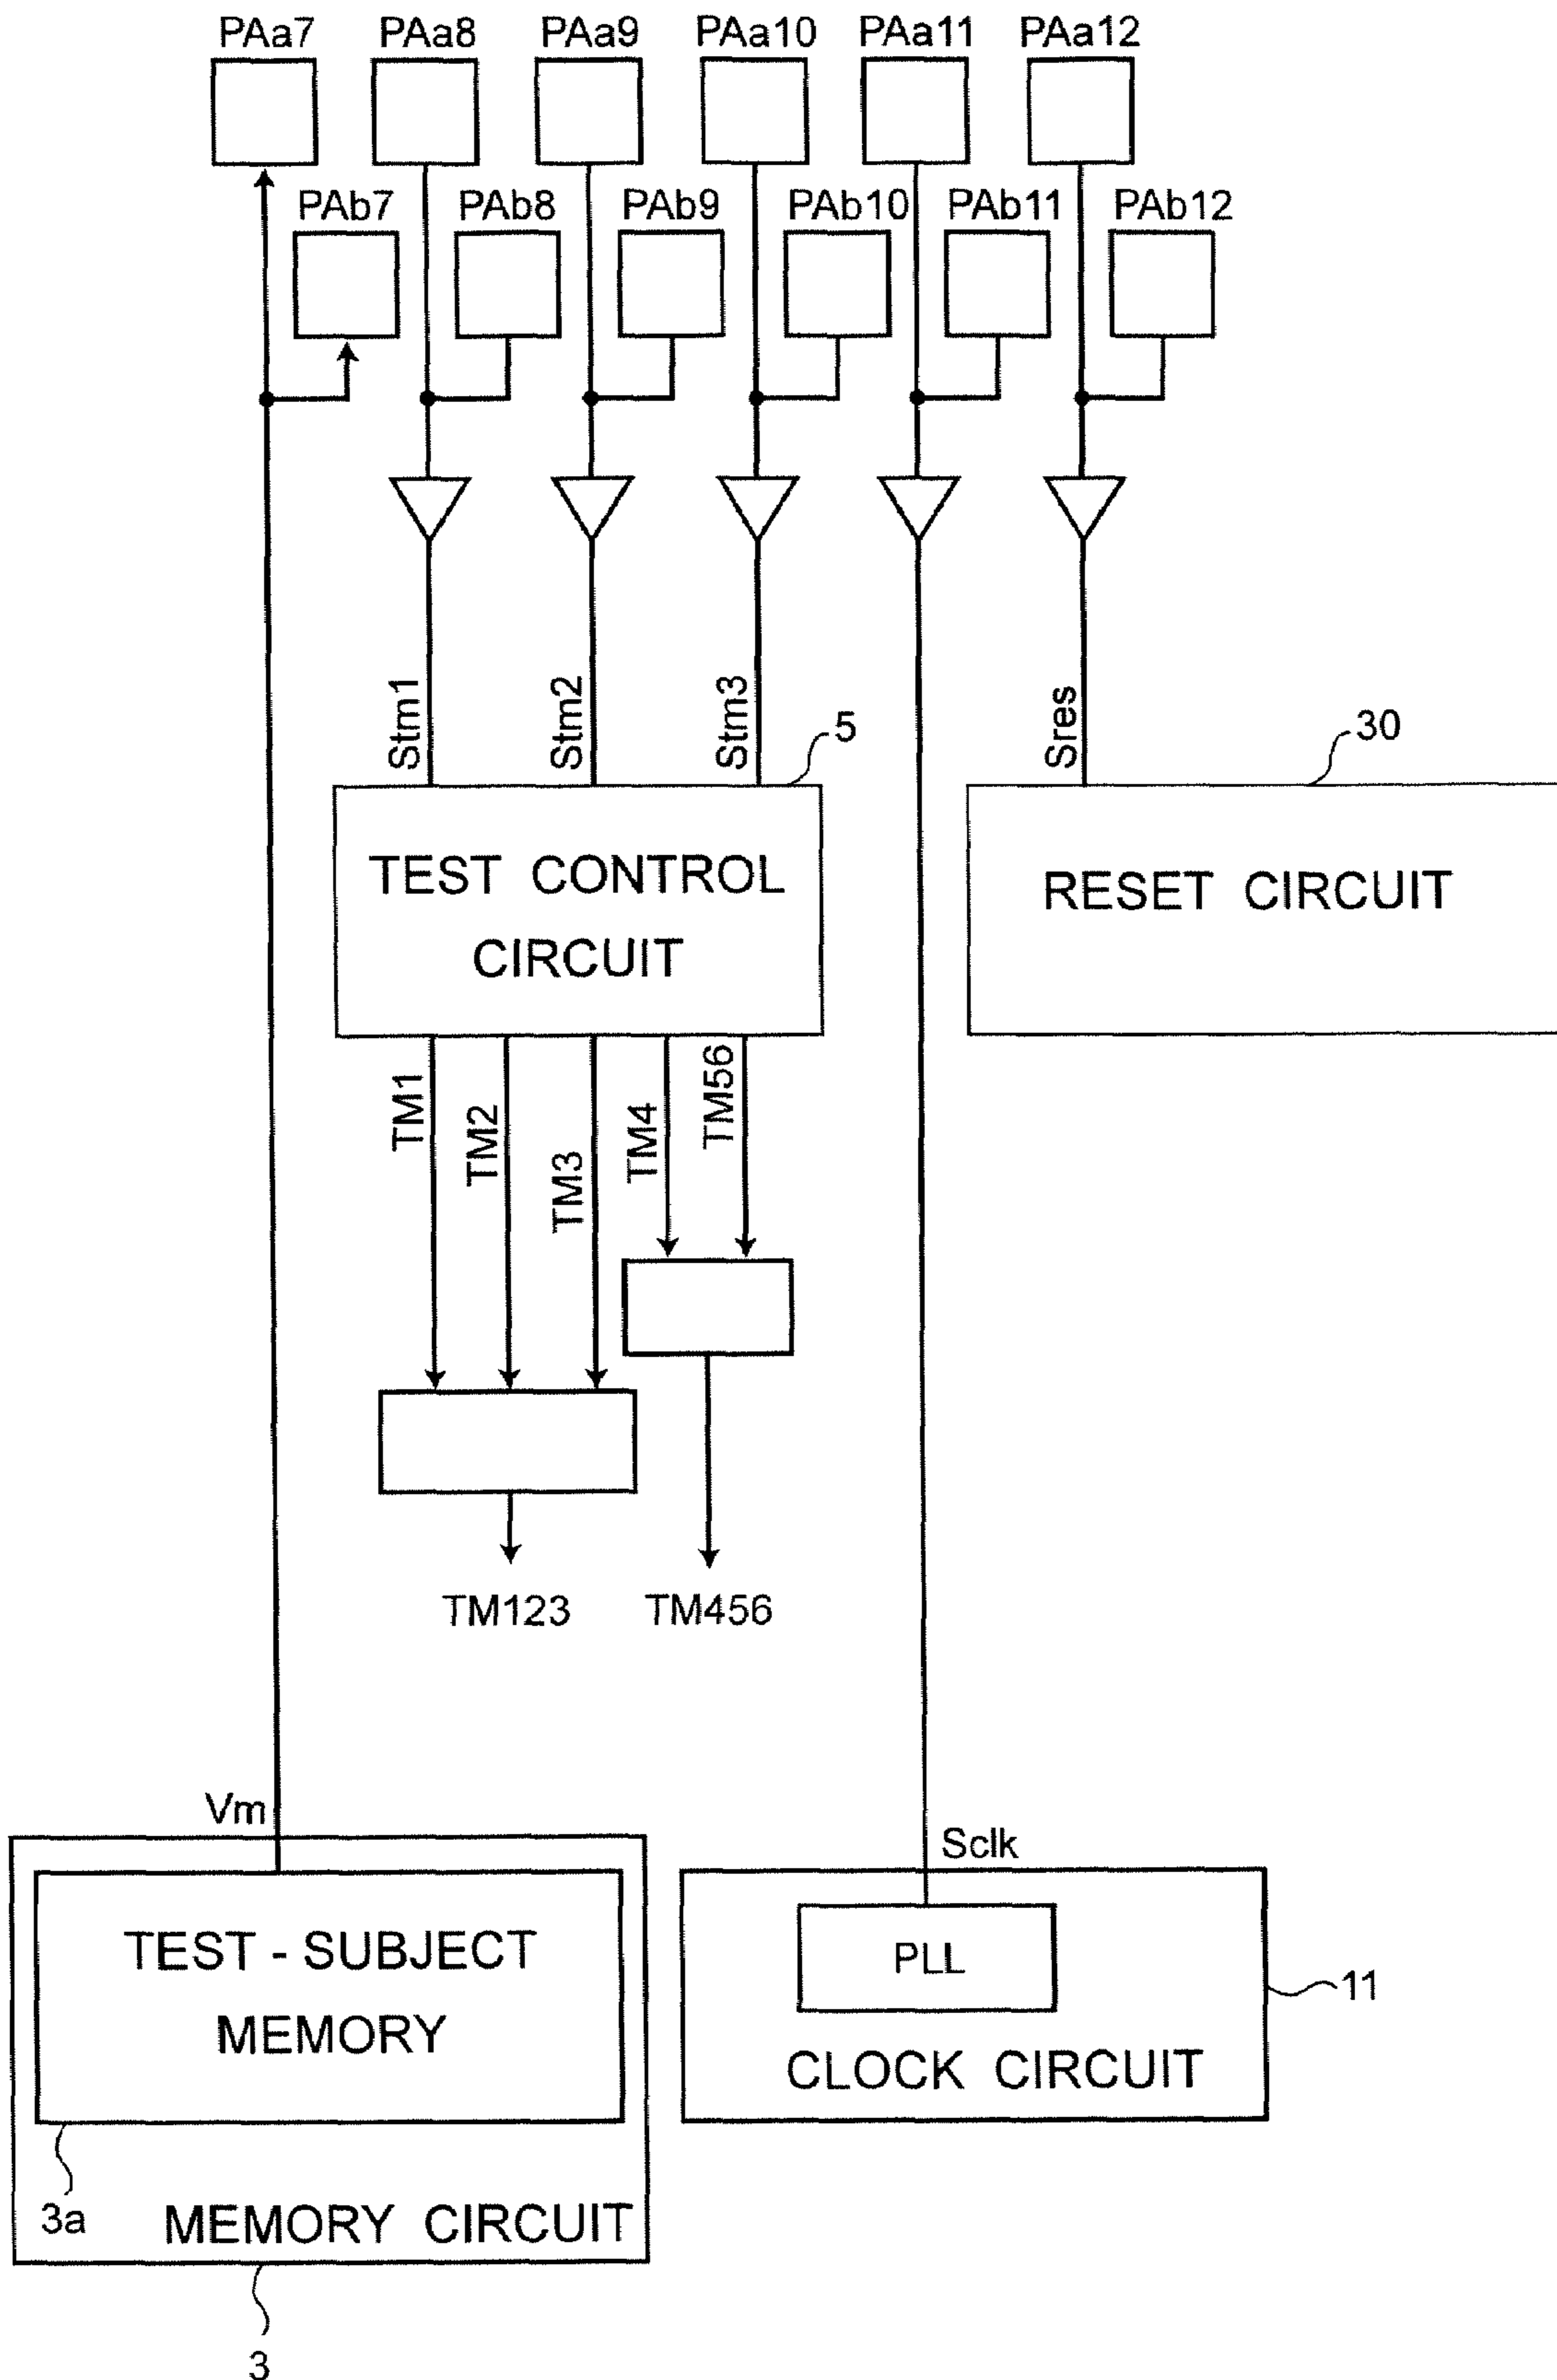 PAa7 PAa8 PAa9 PAa10 PAa11 PAa12
PAb7 PAb8 PAb9 PAb10 PAb11 PAb12
Stm1 Stm2 Stm3 Sres
5 30
TEST CONTROL
CIRCUIT
RESET CIRCUIT
TM1 TM2 TM3 TM4 TM56
TM123 TM456
Vm
Sclk
TEST - SUBJECT
MEMORY
PLL
11
CLOCK CIRCUIT
3a
MEMORY CIRCUIT
3